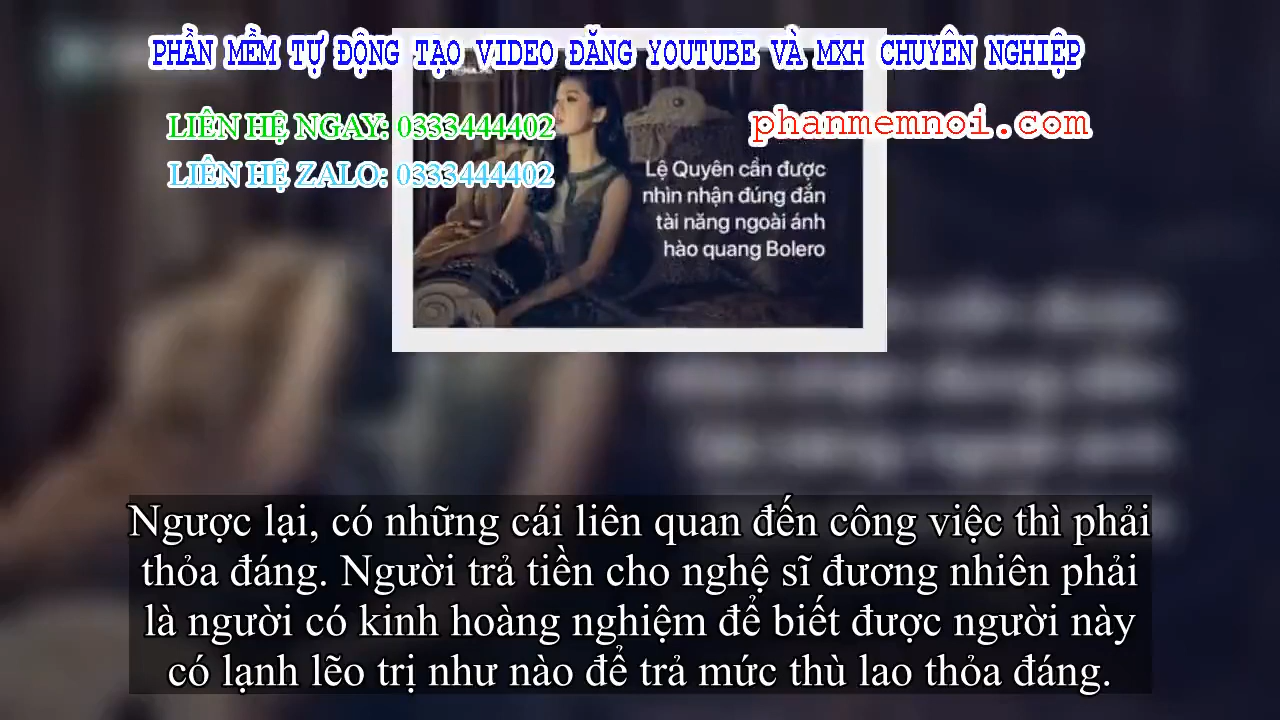 PHẦN MỀM TỰ ĐỘNG TẠO VIDEO ĐĂNG YOUTUBE VÀ MXH CHUYÊN NGHIỆP
LIÊN HỆ NGAY: 0333444402
phanmemnoi.com
LIÊN HỆ ZALO: 0333444402
Lệ Quyên cần được
nhìn nhận đúng đắn
tài năng ngoài ánh
hào quang Bolero
Ngược lại, có những cái liên quan đến công việc thì phải
thỏa đáng. Người trả tiền cho nghệ sĩ đương nhiên phải
là người có kinh hoàng nghiệm để biết được người này
có lạnh lẽo trị như nào để trả mức thù lao thỏa đáng.